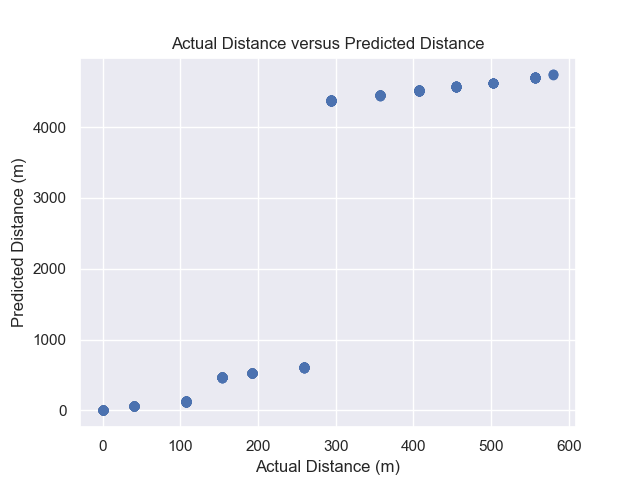 Actual Distance versus Predicted Distance
Predicted Distance (m)
4000
3000
2000
1000
0
0 100 200 300 400 500 600
Actual Distance (m)